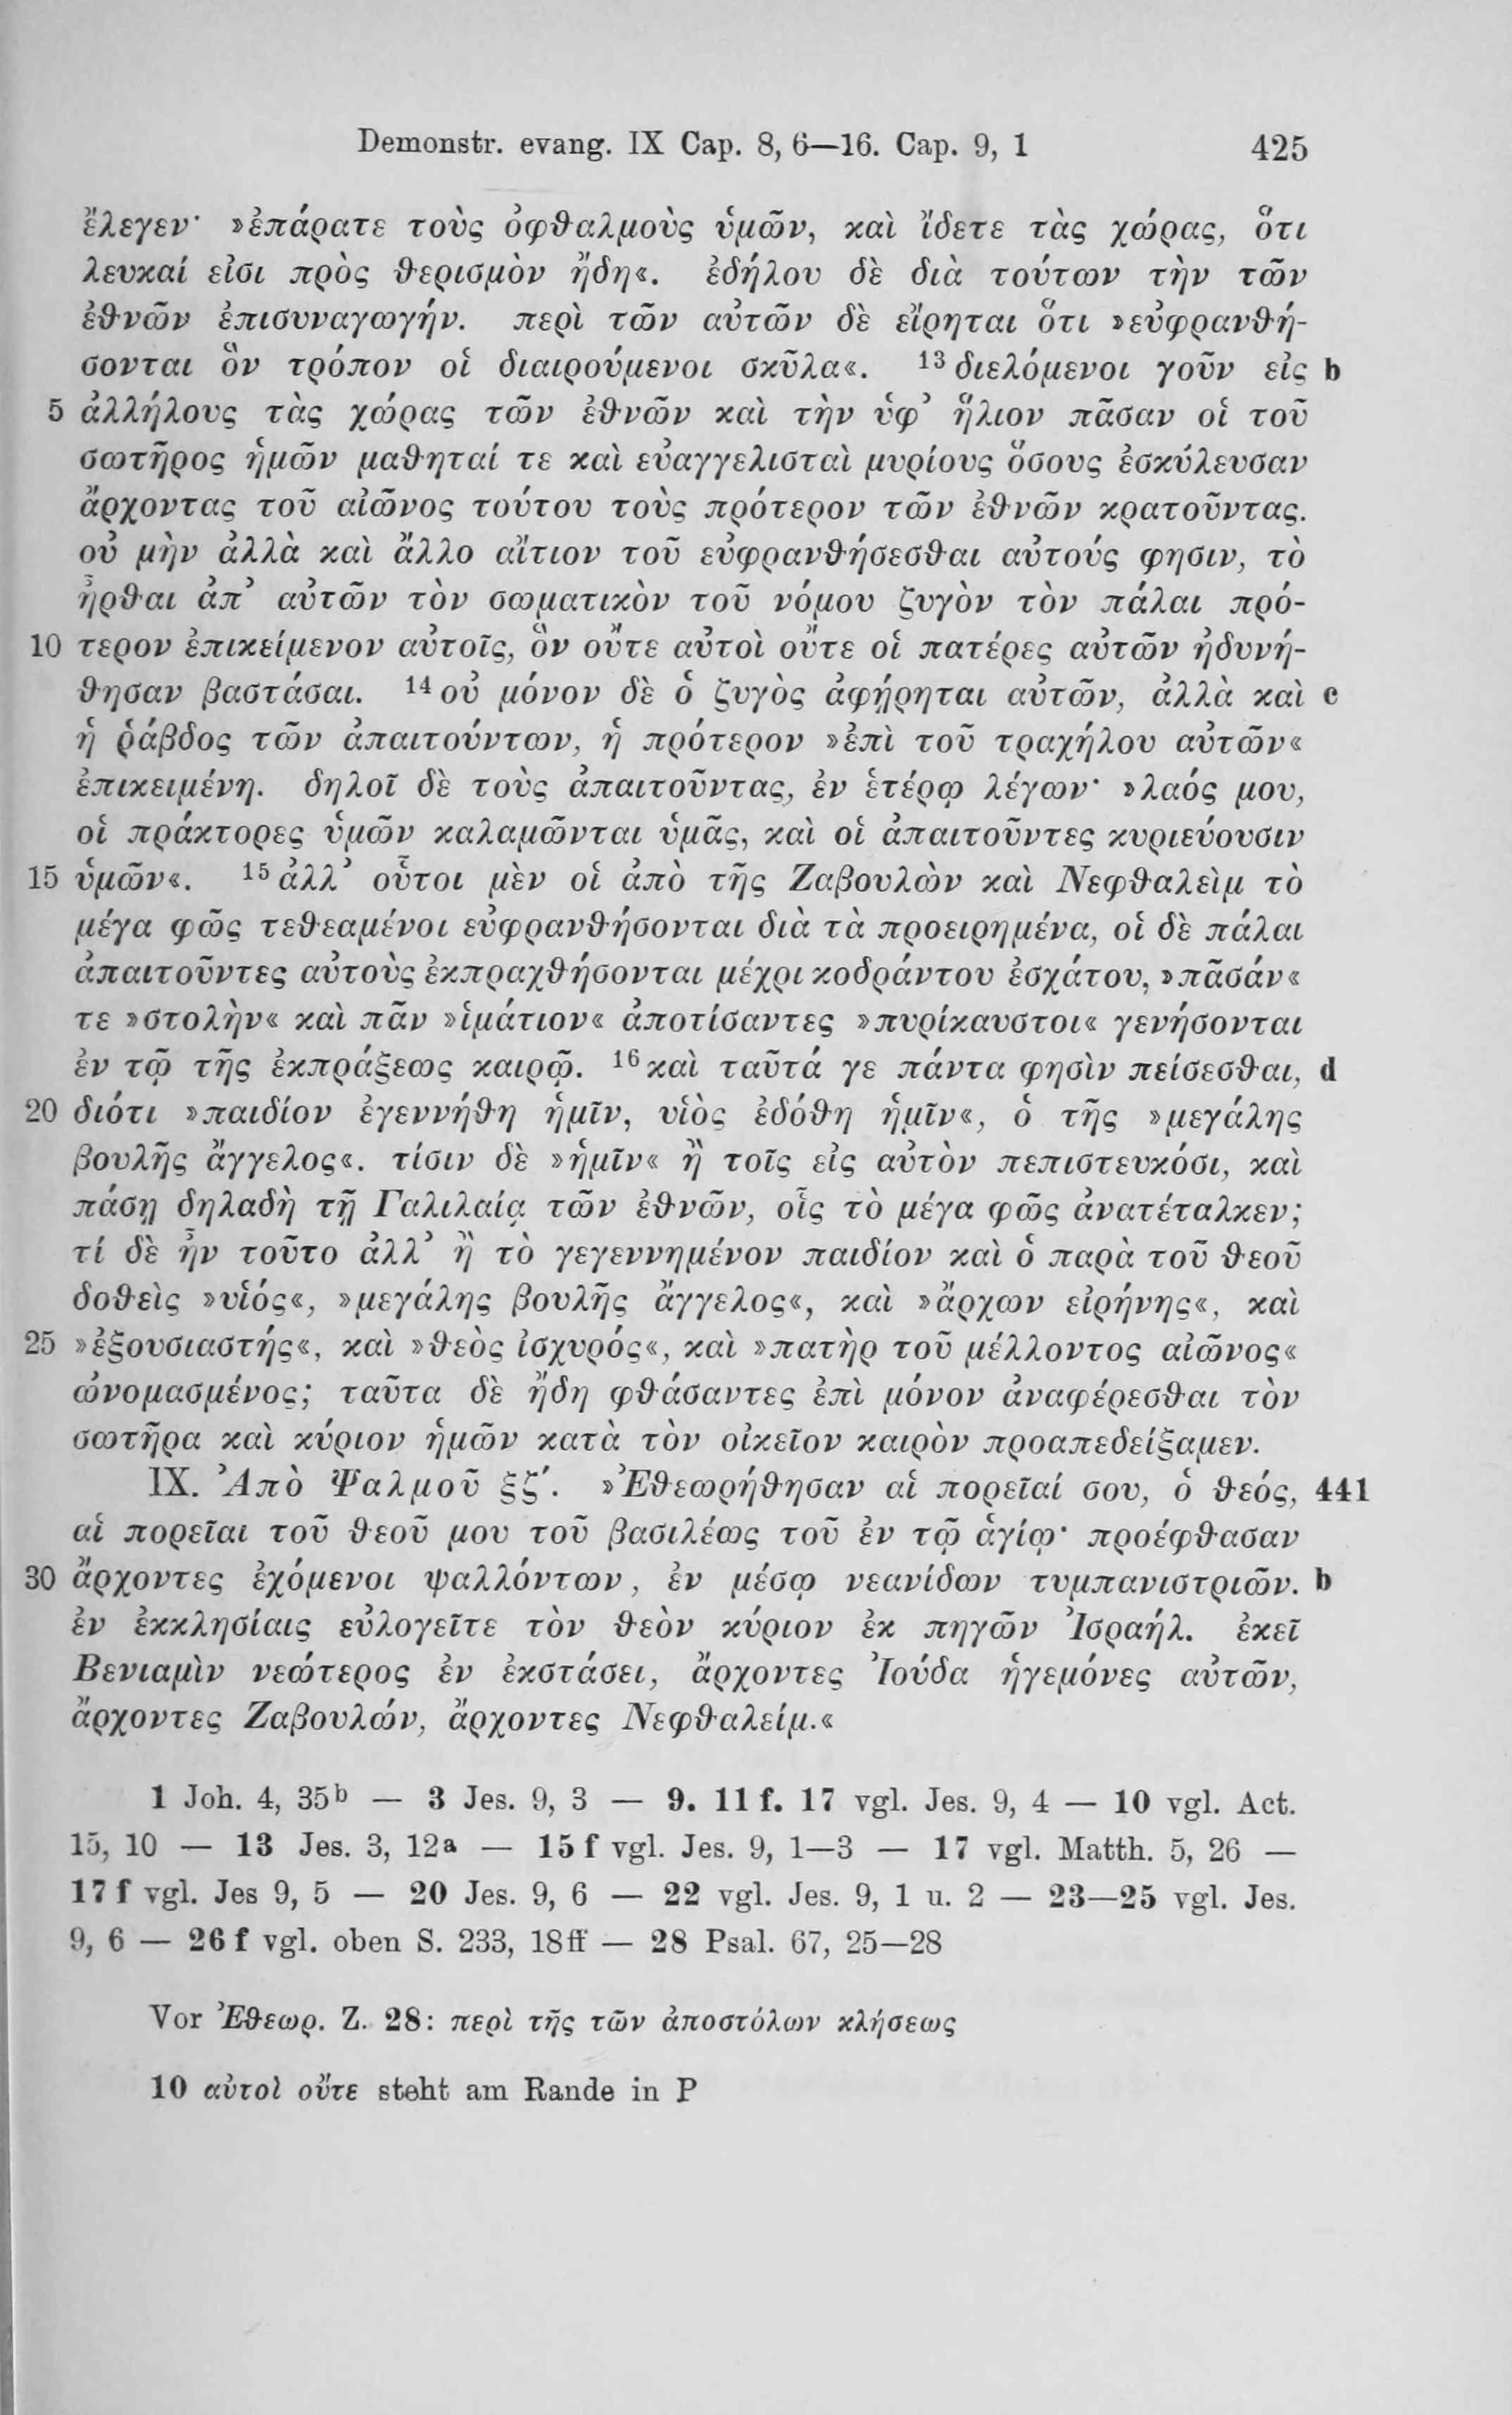 Demonstr. evang. IX Cap. 8, 6—16. Cap. 9, 1 425
ἔλεγεν· »ἐπάρατε τοὺς ὀφθαλμοὺς ὑμῶν, καὶ ἴδετε τὰς χώρας, ὅτι
λευκαί εἰσι πρὸς θερισμὸν ἤδη«. ἐδήλου δὲ διὰ τούτων τὴν τῶν
ἐθνῶν ἐπισυναγωγήν. περὶ τῶν αὐτῶν δὲ εἴρηται ὅτι »εὐφρανθή-
σονται ὃν τρόπον οἱ διαιρούμενοι σκῦλα«. ¹³ διελόμενοι γοῦν εἰς b
5 ἀλλήλους τὰς χώρας τῶν ἐθνῶν καὶ τὴν ὑφ’ ἥλιον πᾶσαν οἱ τοῦ
σωτῆρος ἡμῶν μαθηταί τε καὶ εὐαγγελισταὶ μυρίους ὅσους ἐσκύλευσαν
ἄρχοντας τοῦ αἰῶνος τούτου τοὺς πρότερον τῶν ἐθνῶν κρατοῦντας.
οὐ μὴν ἀλλὰ καὶ ἄλλο αἴτιον τοῦ εὐφρανθήσεσθαι αὐτούς φησιν, τὸ
ἦρθαι ἀπ’ αὐτῶν τὸν σωματικὸν τοῦ νόμου ζυγὸν τὸν πάλαι πρό-
10 τερον ἐπικείμενον αὐτοῖς, ὃν οὔτε αὐτοὶ οὔτε οἱ πατέρες αὐτῶν ἠδυνή-
θησαν βαστάσαι. ¹⁴ οὐ μόνον δὲ ὁ ζυγὸς ἀφῄρηται αὐτῶν, ἀλλὰ καὶ c
ἡ ῥάβδος τῶν ἀπαιτούντων, ἡ πρότερον »ἐπὶ τοῦ τραχήλου αὐτῶν«
ἐπικειμένη. δηλοῖ δὲ τοὺς ἀπαιτοῦντας, ἐν ἑτέρῳ λέγων· »λαός μου,
οἱ πράκτορες ὑμῶν καλαμῶνται ὑμᾶς, καὶ οἱ ἀπαιτοῦντες κυριεύουσιν
15 ὑμῶν«. ¹⁵ ἀλλ’ οὗτοι μὲν οἱ ἀπὸ τῆς Ζαβουλὼν καὶ Νεφθαλεὶμ τὸ
μέγα φῶς τεθεαμένοι εὐφρανθήσονται διὰ τὰ προειρημένα, οἱ δὲ πάλαι
ἀπαιτοῦντες αὐτοὺς ἐκπραχθήσονται μέχρι κοδράντου ἐσχάτου, »πᾶσάν«
τε »στολὴν« καὶ πᾶν »ἱμάτιον« ἀποτίσαντες »πυρίκαυστοι« γενήσονται
ἐν τῷ τῆς ἐκπράξεως καιρῷ. ¹⁶ καὶ ταῦτά γε πάντα φησὶν πείσεσθαι, d
20 διότι »παιδίον ἐγεννήθη ἡμῖν, υἱὸς ἐδόθη ἡμῖν«, ὁ τῆς »μεγάλης
βουλῆς ἄγγελος«. τίσιν δὲ »ἡμῖν« ἢ τοῖς εἰς αὐτὸν πεπιστευκόσι, καὶ
πάσῃ δηλαδὴ τῇ Γαλιλαίᾳ τῶν ἐθνῶν, οἷς τὸ μέγα φῶς ἀνατέταλκεν;
τί δὲ ἦν τοῦτο ἀλλ’ ἢ τὸ γεγεννημένον παιδίον καὶ ὁ παρὰ τοῦ θεοῦ
δοθεὶς »υἱός«, »μεγάλης βουλῆς ἄγγελος«, καὶ »ἄρχων εἰρήνης«, καὶ
25 »ἐξουσιαστής«, καὶ »θεὸς ἰσχυρός«, καὶ »πατὴρ τοῦ μέλλοντος αἰῶνος«
ὠνομασμένος; ταῦτα δὲ ἤδη φθάσαντες ἐπὶ μόνον ἀναφέρεσθαι τὸν
σωτῆρα καὶ κύριον ἡμῶν κατὰ τὸν οἰκεῖον καιρὸν προαπεδείξαμεν.
IX. Ἀπὸ Ψαλμοῦ ξζ΄. »Ἐθεωρήθησαν αἱ πορεῖαί σου, ὁ θεός, 441
αἱ πορεῖαι τοῦ θεοῦ μου τοῦ βασιλέως τοῦ ἐν τῷ ἁγίῳ· προέφθασαν
30 ἄρχοντες ἐχόμενοι ψαλλόντων, ἐν μέσῳ νεανίδων τυμπανιστριῶν. b
ἐν ἐκκλησίαις εὐλογεῖτε τὸν θεὸν κύριον ἐκ πηγῶν Ἰσραήλ. ἐκεῖ
Βενιαμὶν νεώτερος ἐν ἐκστάσει, ἄρχοντες Ἰούδα ἡγεμόνες αὐτῶν,
ἄρχοντες Ζαβουλών, ἄρχοντες Νεφθαλείμ.«
1 Joh. 4, 35ᵇ — 3 Jes. 9, 3 — 9. 11 f. 17 vgl. Jes. 9, 4 — 10 vgl. Act.
15, 10 — 13 Jes. 3, 12ᵃ — 15 f vgl. Jes. 9, 1—3 — 17 vgl. Matth. 5, 26 —
17 f vgl. Jes 9, 5 — 20 Jes. 9, 6 — 22 vgl. Jes. 9, 1 u. 2 — 23—25 vgl. Jes.
9, 6 — 26 f vgl. oben S. 233, 18 ff — 28 Psal. 67, 25—28
Vor Ἐθεωρ. Z. 28: περὶ τῆς τῶν ἀποστόλων κλήσεως
10 αὐτοὶ οὔτε steht am Rande in P